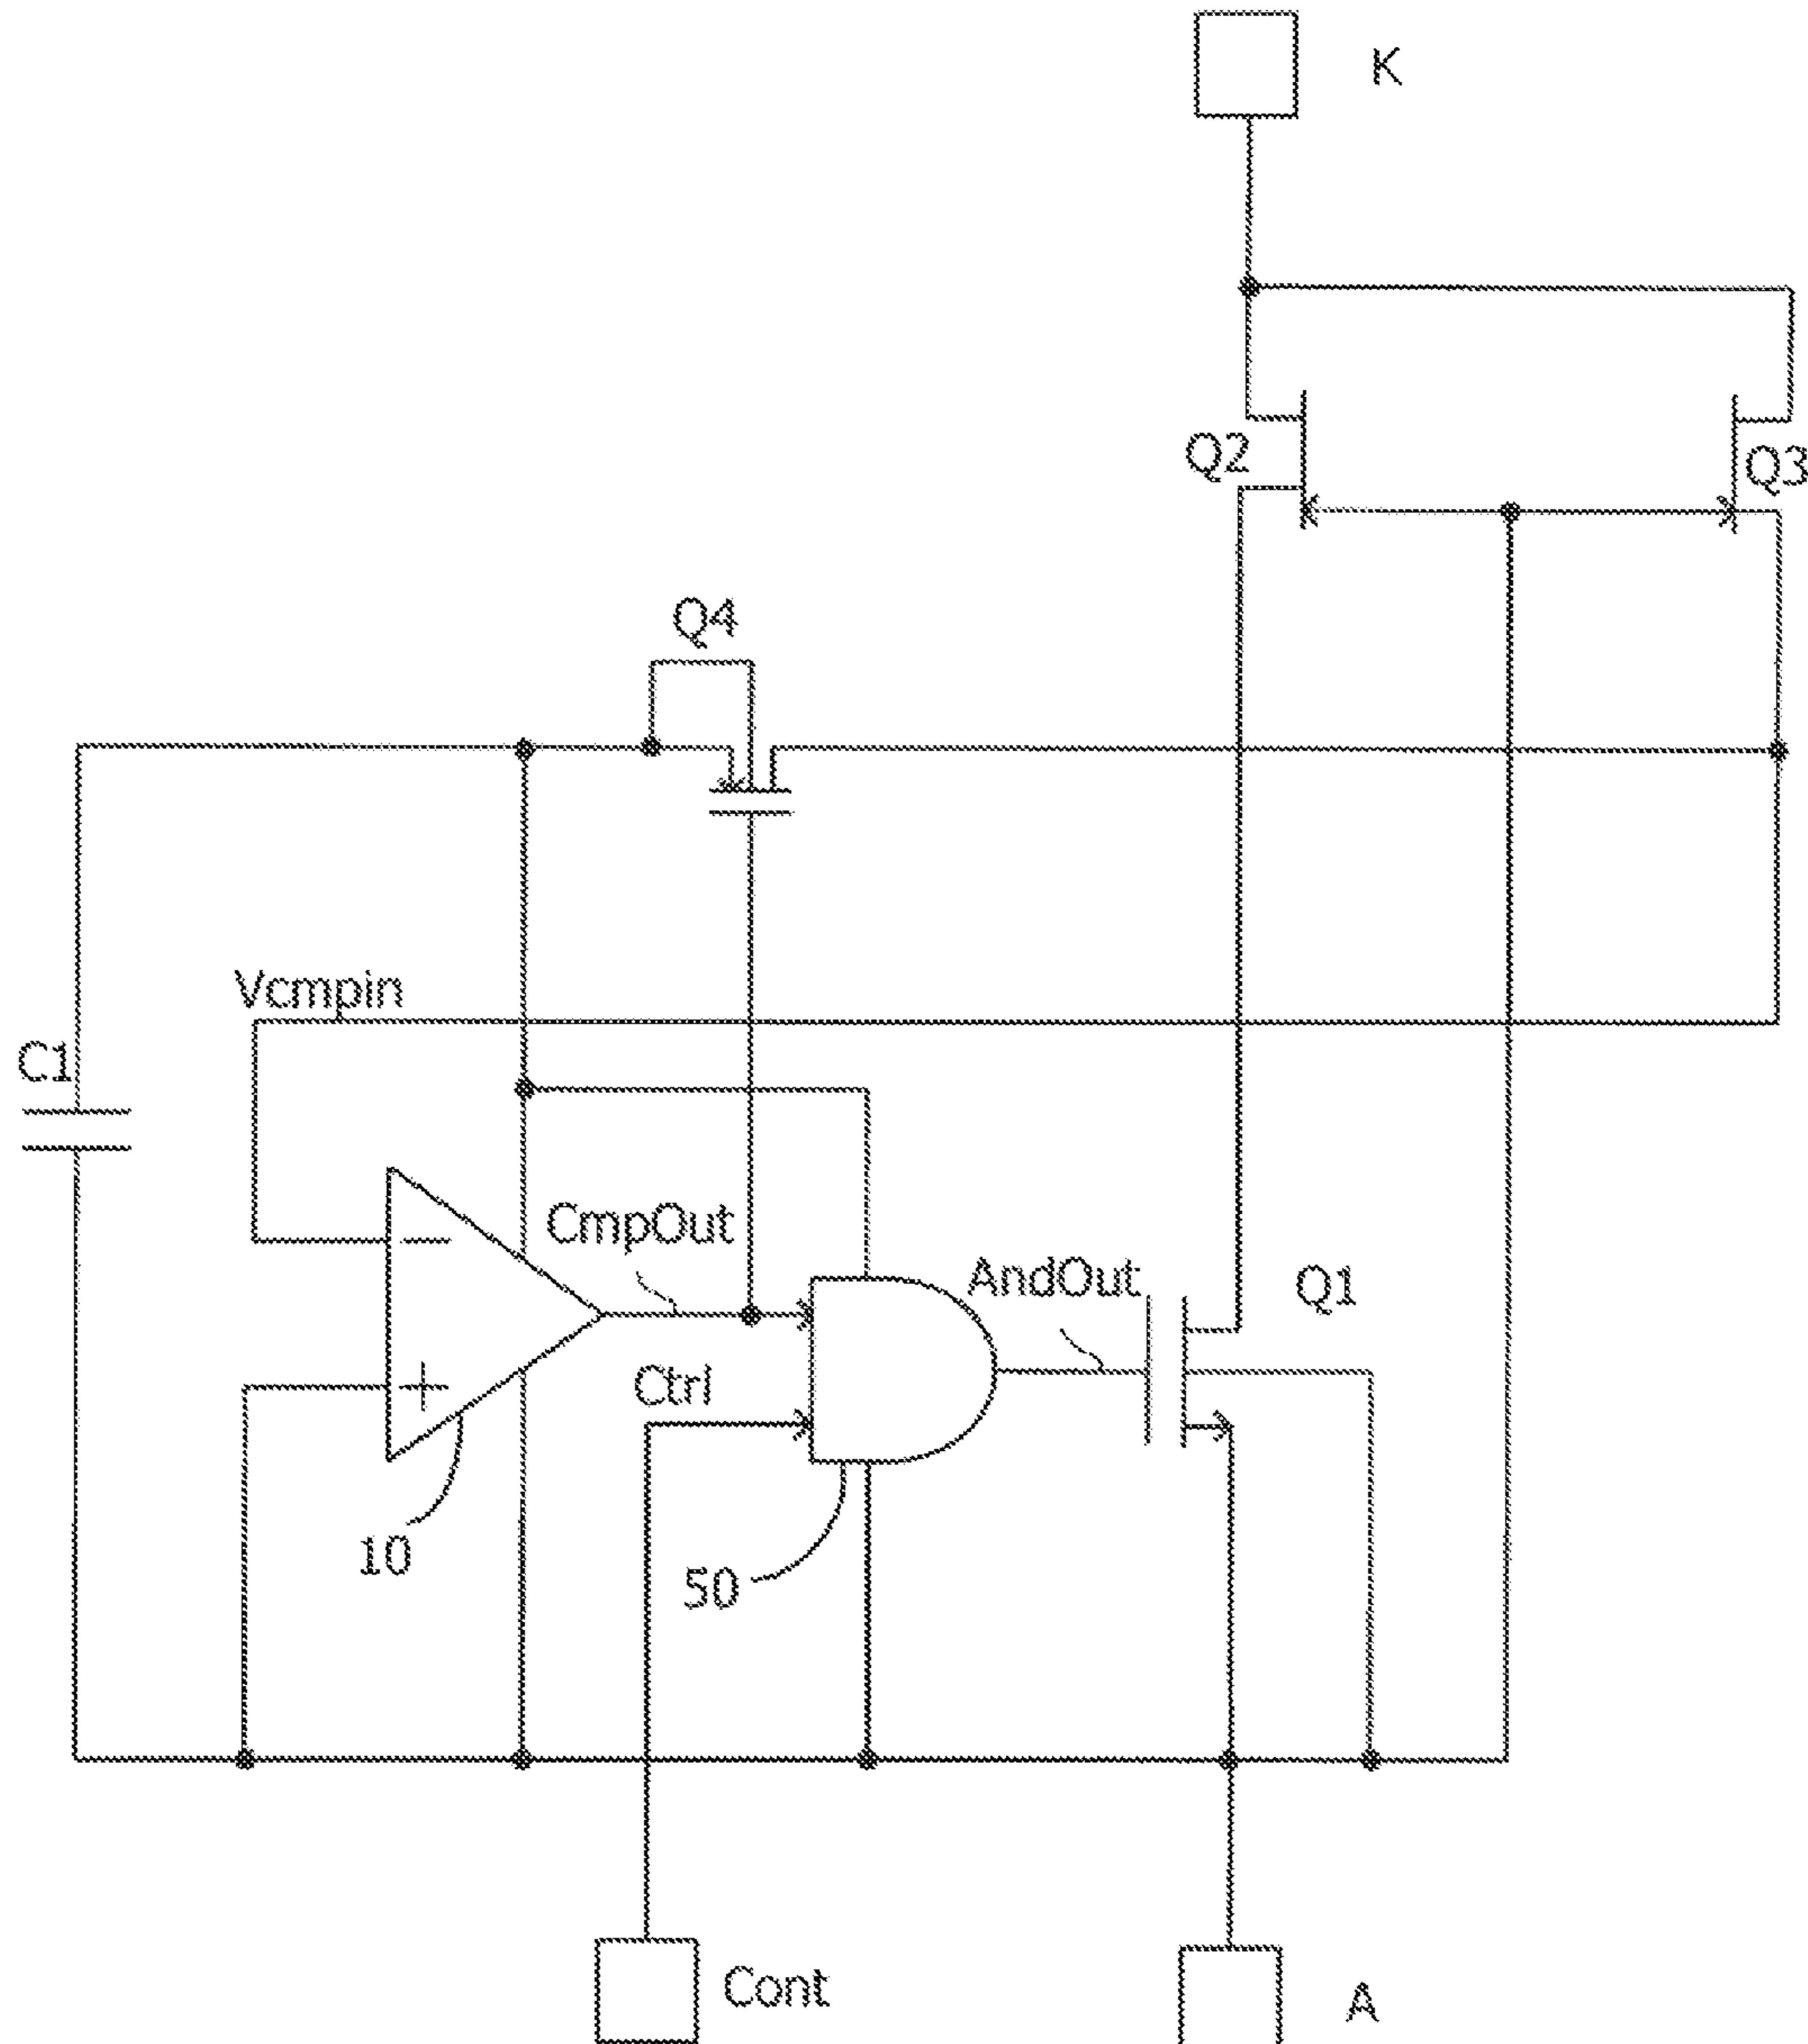 K
Q2
Q3
Q4
Vcmpin
C1
CmpOut
AndOut
Q1
Ctrl
−
+
10
50
Cont
A